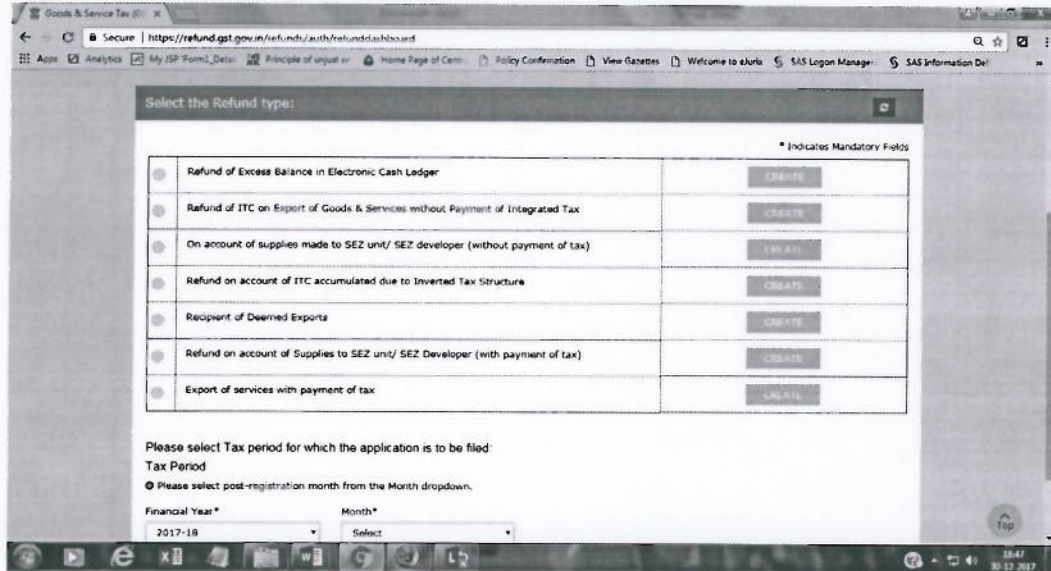 Goods & Service Tax
Secure | https://refund.gst.gov.in/refunds/auth/refunddashboard
Apps Analytics My JSP 'Form1_Detai Principle of unjust er Home Page of Cent Policy Confirmation View Gazettes Welcome to eJuris SAS Logon Manager SAS Information Del
Select the Refund type:
* Indicates Mandatory Fields
Refund of Excess Balance in Electronic Cash Ledger CREATE
Refund of ITC on Export of Goods & Services without Payment of Integrated Tax CREATE
On account of supplies made to SEZ unit/ SEZ developer (without payment of tax) CREATE
Refund on account of ITC accumulated due to Inverted Tax Structure CREATE
Recipient of Deemed Exports CREATE
Refund on account of Supplies to SEZ unit/ SEZ Developer (with payment of tax) CREATE
Export of services with payment of tax CREATE
Please select Tax period for which the application is to be filed:
Tax Period
Please select post-registration month from the Month dropdown.
Financial Year* Month*
2017-18 Select
Top
18:47
30-12-2017